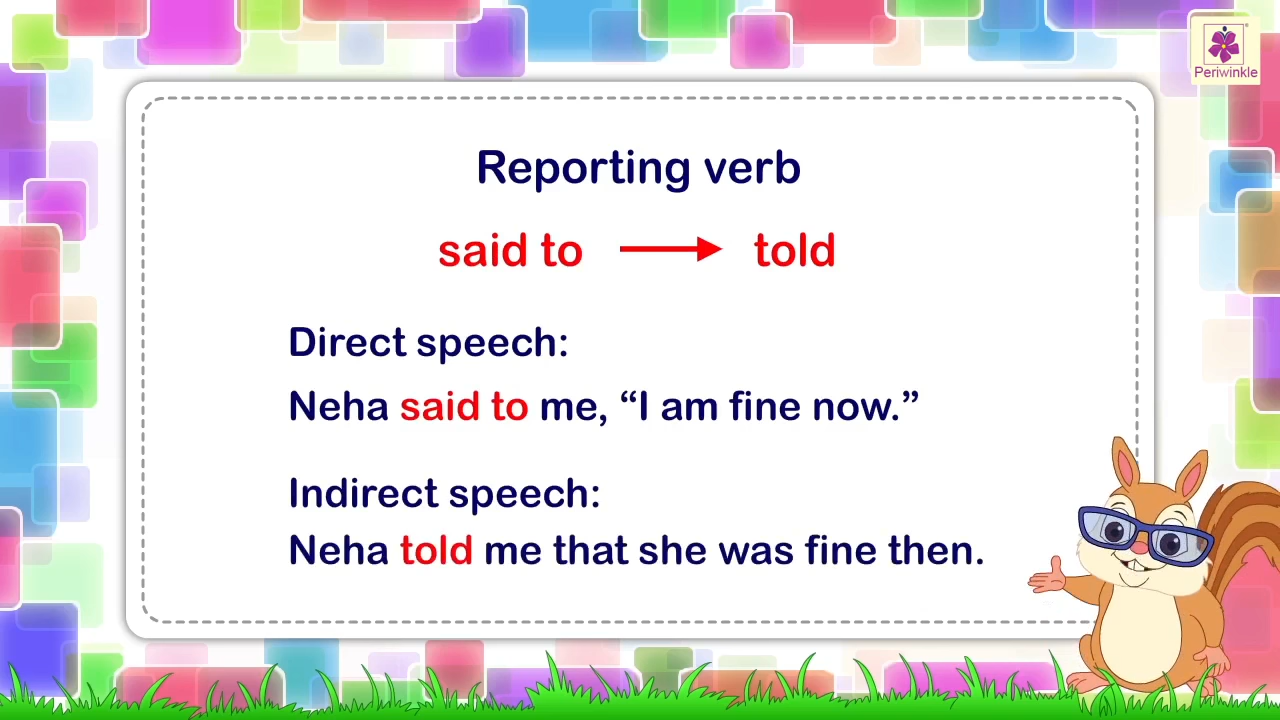 Periwinkle
Reporting verb
said to → told
Direct speech:
Neha said to me, “I am fine now.”
Indirect speech:
Neha told me that she was fine then.